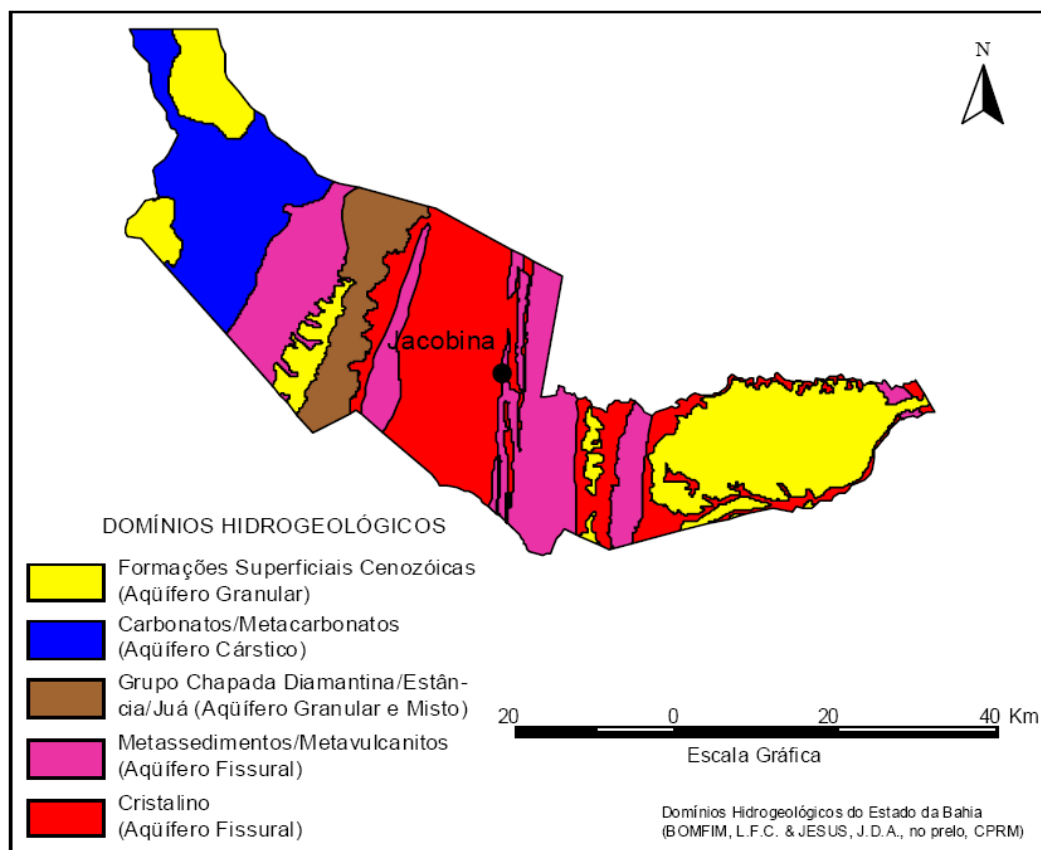 N
Jacobina
DOMÍNIOS HIDROGEOLÓGICOS
Formações Superficiais Cenozóicas
(Aqüífero Granular)
Carbonatos/Metacarbonatos
(Aqüífero Cárstico)
Grupo Chapada Diamantina/Estân-
cia/Juá (Aqüífero Granular e Misto)
Metassedimentos/Metavulcanitos
(Aqüífero Fissural)
Cristalino
(Aqüífero Fissural)
20 0 20 40 Km
Escala Gráfica
Domínios Hidrogeológicos do Estado da Bahia
(BOMFIM, L.F.C. & JESUS, J.D.A., no prelo, CPRM)